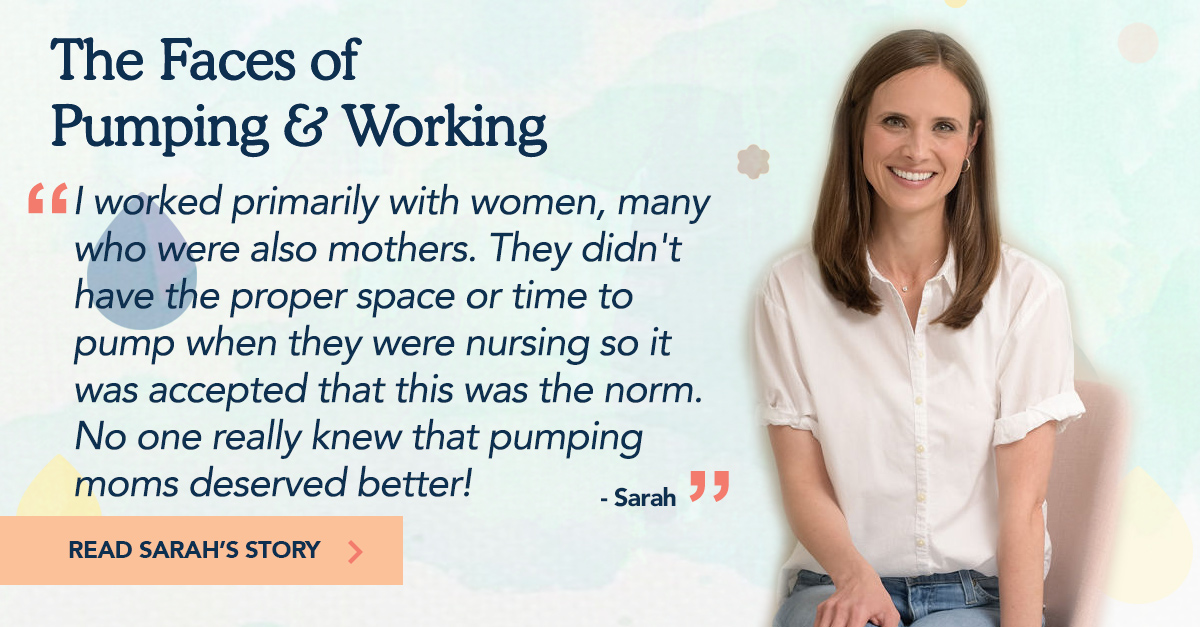 The Faces of
Pumping & Working
“I worked primarily with women, many
who were also mothers. They didn't
have the proper space or time to
pump when they were nursing so it
was accepted that this was the norm.
No one really knew that pumping
moms deserved better!
- Sarah ”
READ SARAH’S STORY >